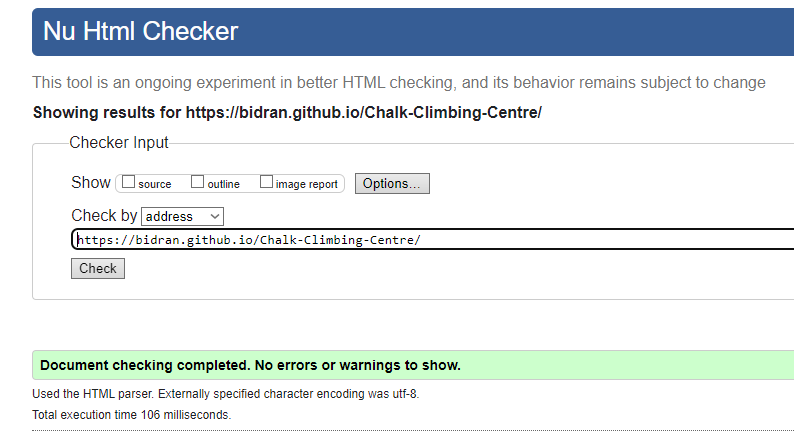 Nu Html Checker
This tool is an ongoing experiment in better HTML checking, and its behavior remains subject to change
Showing results for https://bidran.github.io/Chalk-Climbing-Centre/
Checker Input
Show source outline image report Options...
Check by address
https://bidran.github.io/Chalk-Climbing-Centre/
Check
Document checking completed. No errors or warnings to show.
Used the HTML parser. Externally specified character encoding was utf-8.
Total execution time 106 milliseconds.